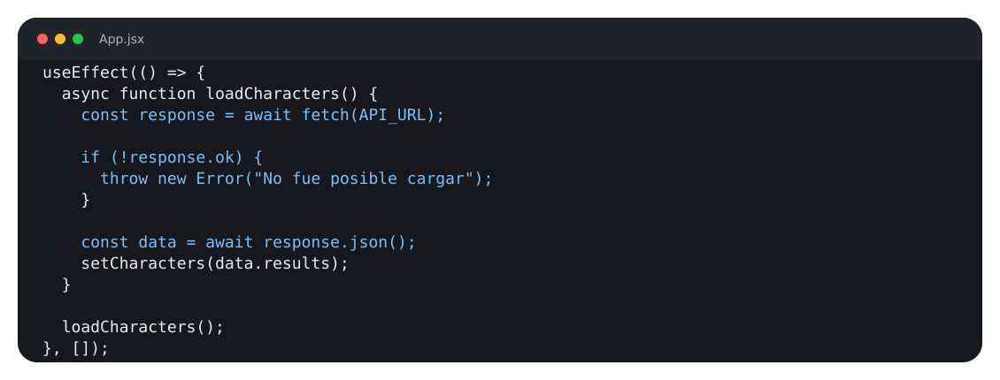 App.jsx
useEffect(() => {
  async function loadCharacters() {
    const response = await fetch(API_URL);

    if (!response.ok) {
      throw new Error("No fue posible cargar");
    }

    const data = await response.json();
    setCharacters(data.results);
  }

  loadCharacters();
}, []);